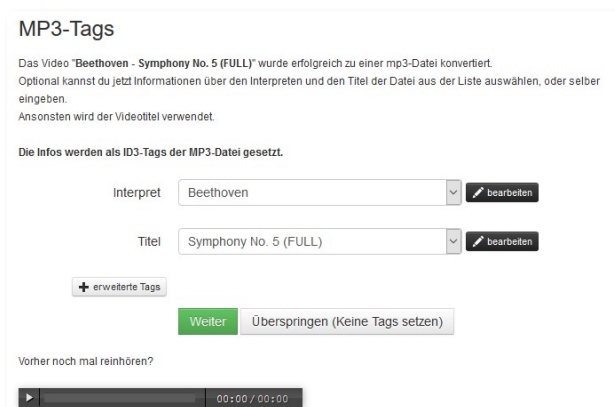 MP3-Tags
Das Video "Beethoven - Symphony No. 5 (FULL)" wurde erfolgreich zu einer mp3-Datei konvertiert.
Optional kannst du jetzt Informationen über den Interpreten und den Titel der Datei aus der Liste auswählen, oder selber
eingeben.
Ansonsten wird der Videotitel verwendet.
Die Infos werden als ID3-Tags der MP3-Datei gesetzt.
Interpret Beethoven bearbeiten
Titel Symphony No. 5 (FULL) bearbeiten
+ erweiterte Tags
Weiter Überspringen (Keine Tags setzen)
Vorher noch mal reinhören?
00:00/00:00